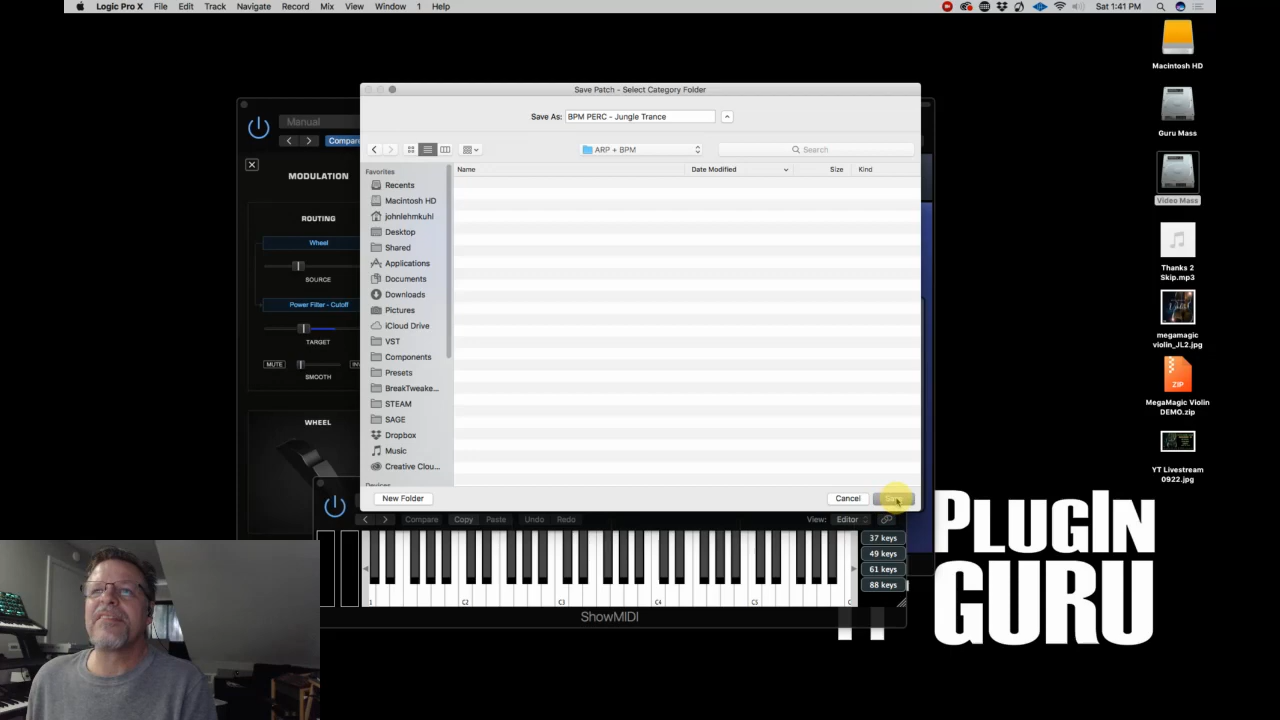 Logic Pro X File Edit Track Navigate Record Mix View Window 1 Help
Sat 1:41 PM
Macintosh HD
Guru Mass
Video Mass
Thanks 2
Skip.mp3
megamagic
violin_JL2.jpg
ZIP
MegaMagic Violin
DEMO.zip
YT Livestream
0922.jpg
Save Patch - Select Category Folder
Save As: BPM PERC - Jungle Trance
ARP + BPM
Search
Name Date Modified Size Kind
Favorites
Recents
Macintosh HD
johnlehmkuhl
Desktop
Shared
Applications
Documents
Downloads
Pictures
iCloud Drive
VST
Components
Presets
BreakTweake...
STEAM
SAGE
Dropbox
Music
Creative Clou...
Devices
New Folder
Cancel
Manual
Compare
MODULATION
ROUTING
Wheel
SOURCE
Power Filter - Cutoff
TARGET
MUTE
SMOOTH
WHEEL
Compare Copy Paste Undo Redo
View: Editor
37 keys
49 keys
61 keys
88 keys
C2 C3 C4 C5
ShowMIDI
PLUGIN
GURU